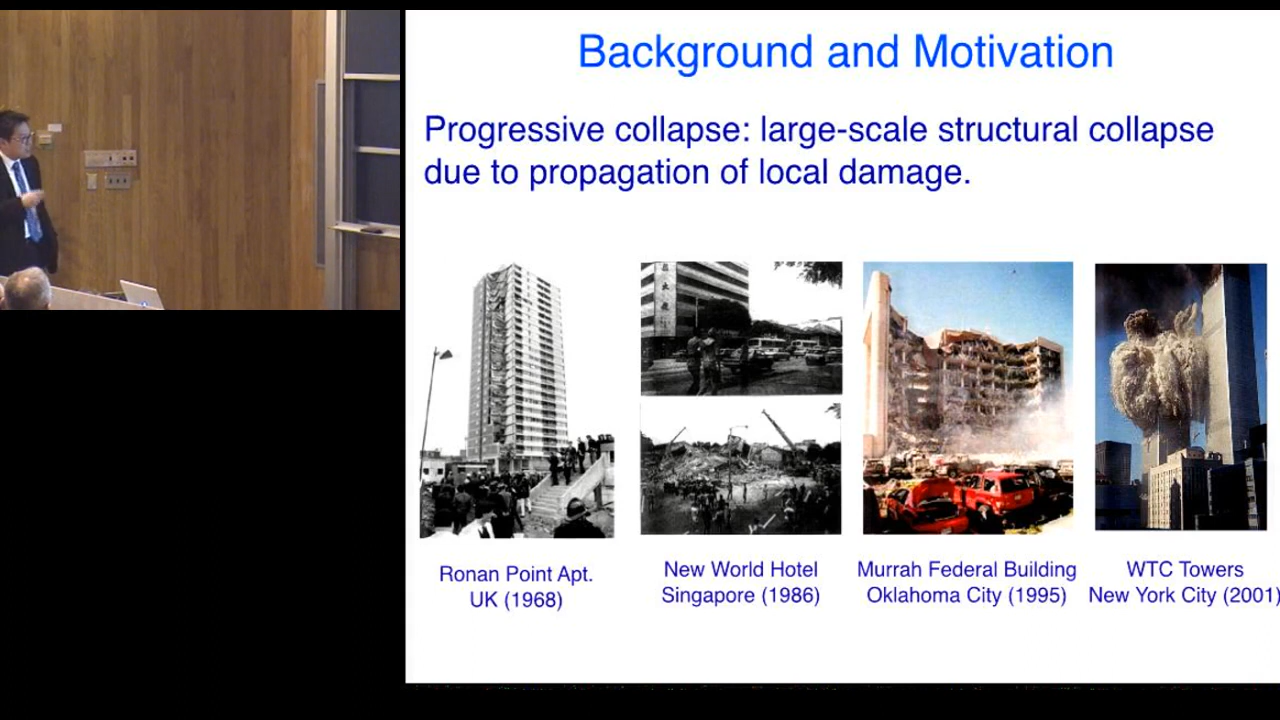 Background and Motivation
Progressive collapse: large-scale structural collapse
due to propagation of local damage.
Ronan Point Apt.
UK (1968)
New World Hotel
Singapore (1986)
Murrah Federal Building
Oklahoma City (1995)
WTC Towers
New York City (2001)